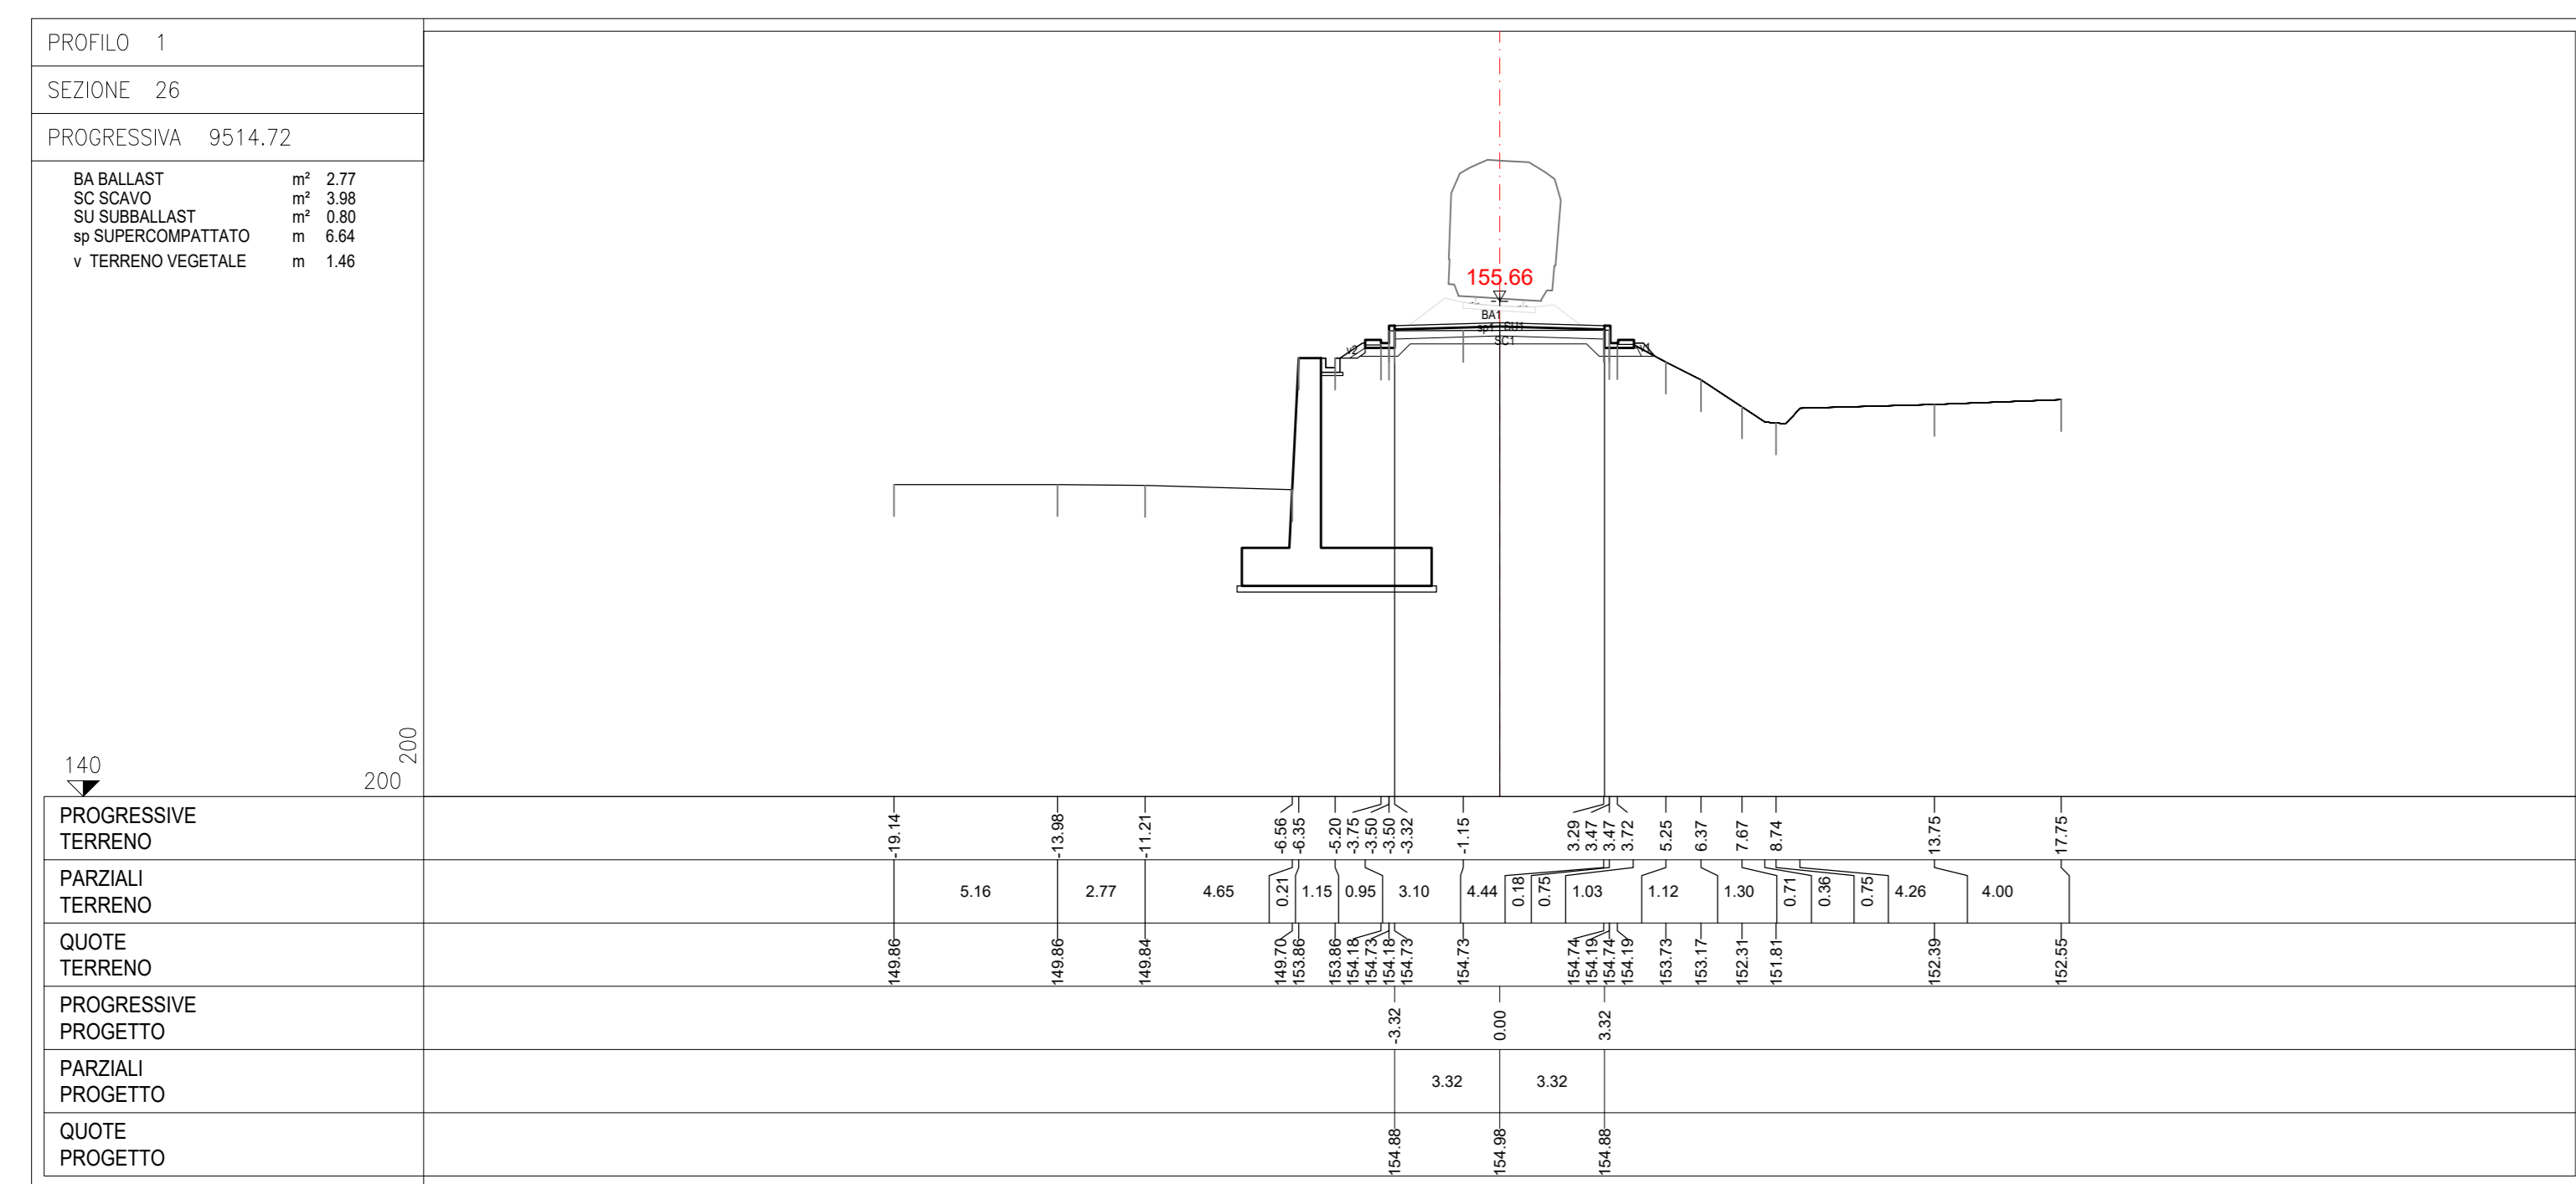 PROFILO 1
SEZIONE 26
PROGRESSIVA 9514.72
BA BALLAST m² 2.77
SC SCAVO m² 3.98
SU SUBBALLAST m² 0.80
sp SUPERCOMPATTATO m 6.64
v TERRENO VEGETALE m 1.46
155.66
BA1
sp1 SU1
SC1
v2
v1
140
200
200
PROGRESSIVE
TERRENO
-19.14 -13.98 -11.21 -6.56 -6.35 -5.20 -3.75 -3.50 -3.50 -3.32 -1.15 3.29 3.47 3.47 3.72 5.25 6.37 7.67 8.74 13.75 17.75
PARZIALI
TERRENO
5.16 2.77 4.65 0.21 1.15 0.95 3.10 4.44 0.18 0.75 1.03 1.12 1.30 0.71 0.36 0.75 4.26 4.00
QUOTE
TERRENO
149.86 149.86 149.84 149.70 153.86 153.86 154.18 154.73 154.18 154.73 154.73 154.74 154.19 154.74 154.19 153.73 153.17 152.31 151.81 152.39 152.55
PROGRESSIVE
PROGETTO
-3.32 0.00 3.32
PARZIALI
PROGETTO
3.32 3.32
QUOTE
PROGETTO
154.88 154.98 154.88